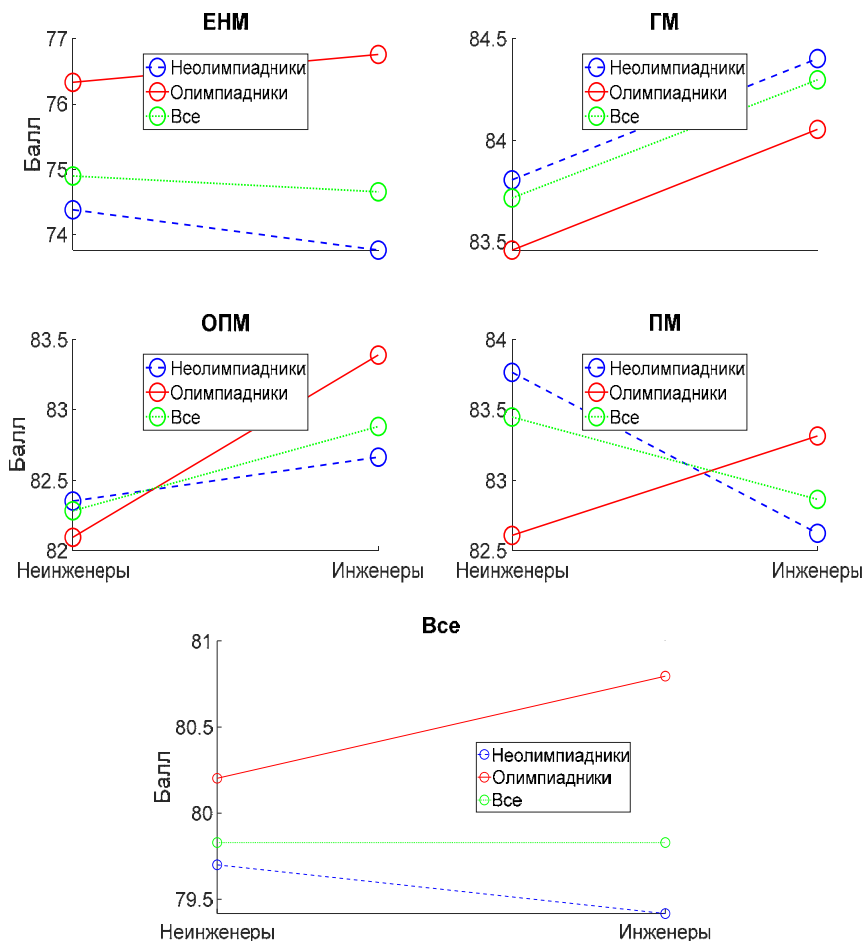 ЕНМ
77
76
75
74
Балл
Неолимпиадники
Олимпиадники
Все
ГМ
84.5
84
83.5
Неолимпиадники
Олимпиадники
Все
ОПМ
83.5
83
82.5
82
Балл
Неолимпиадники
Олимпиадники
Все
Неинженеры
Инженеры
ПМ
84
83.5
83
82.5
Неолимпиадники
Олимпиадники
Все
Неинженеры
Инженеры
Все
81
80.5
80
79.5
Балл
Неолимпиадники
Олимпиадники
Все
Неинженеры
Инженеры